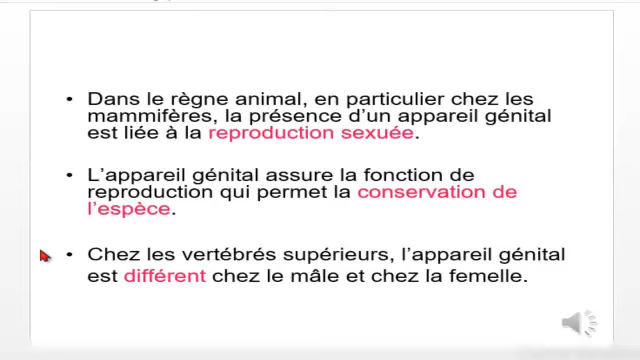 • Dans le règne animal, en particulier chez les
mammifères, la présence d'un appareil génital
est liée à la reproduction sexuée.
• L'appareil génital assure la fonction de
reproduction qui permet la conservation de
l'espèce.
• Chez les vertébrés supérieurs, l'appareil génital
est différent chez le mâle et chez la femelle.